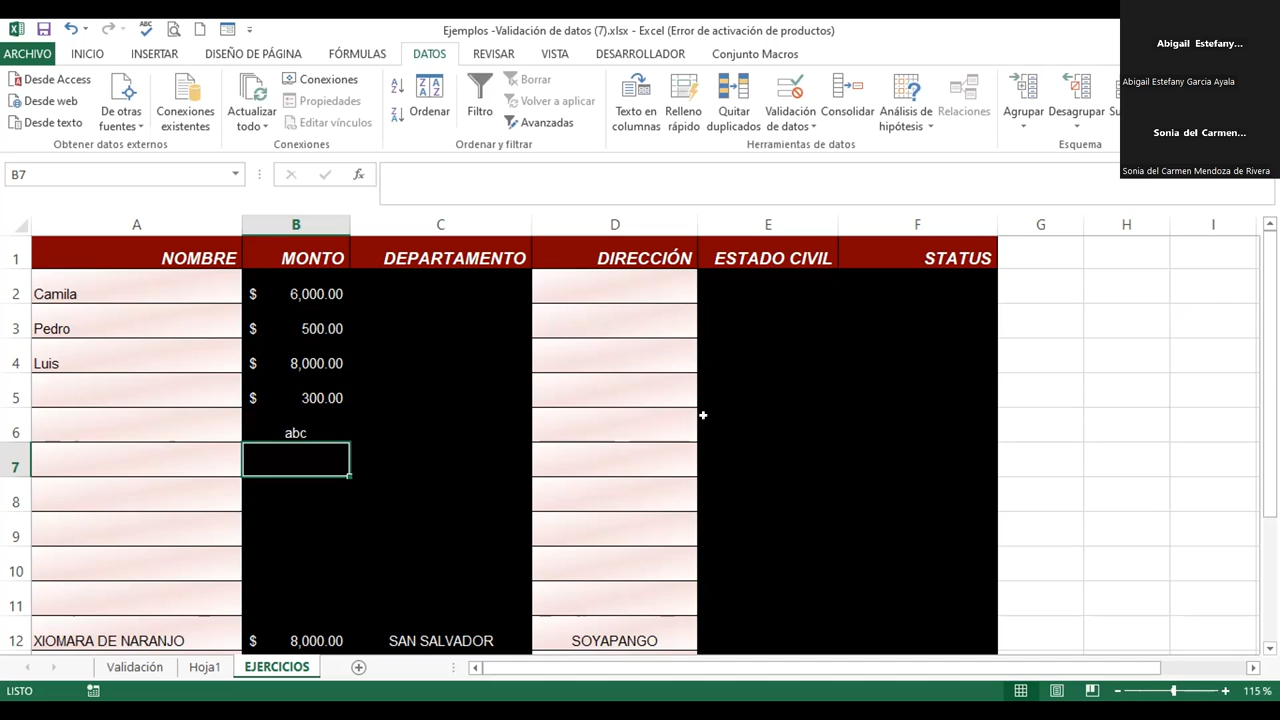 Ejemplos -Validación de datos (7).xlsx - Excel (Error de activación de productos)
ARCHIVO INICIO INSERTAR DISEÑO DE PÁGINA FÓRMULAS DATOS REVISAR VISTA DESARROLLADOR Conjunto Macros
Desde Access
Desde web
Desde texto
De otras fuentes
Conexiones existentes
Obtener datos externos
Actualizar todo
Conexiones
Propiedades
Editar vínculos
Conexiones
Ordenar
Filtro
Borrar
Volver a aplicar
Avanzadas
Ordenar y filtrar
Texto en columnas
Relleno rápido
Quitar duplicados
Validación de datos
Consolidar
Análisis de hipótesis
Relaciones
Herramientas de datos
Agrupar
Desagrupar
Su
Esquema
Abigail Estefany...
Abigail Estefany García Ayala
Sonia del Carmen...
Sonia del Carmen Mendoza de Rivera
B7
fx
A B C D E F G H I
1 NOMBRE MONTO DEPARTAMENTO DIRECCIÓN ESTADO CIVIL STATUS
2 Camila $ 6,000.00
3 Pedro $ 500.00
4 Luis $ 8,000.00
5 $ 300.00
6 abc
7
8
9
10
11
12 XIOMARA DE NARANJO $ 8,000.00 SAN SALVADOR SOYAPANGO
Validación Hoja1 EJERCICIOS
LISTO 115 %